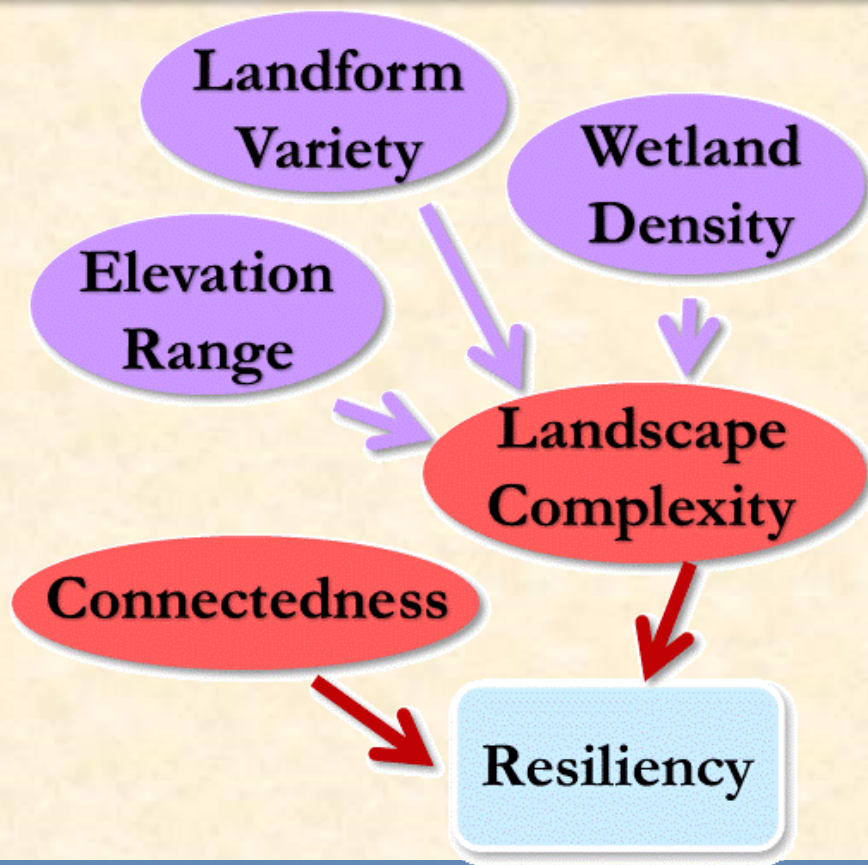 Landform
Variety
Wetland
Density
Elevation
Range
Landscape
Complexity
Connectedness
Resiliency